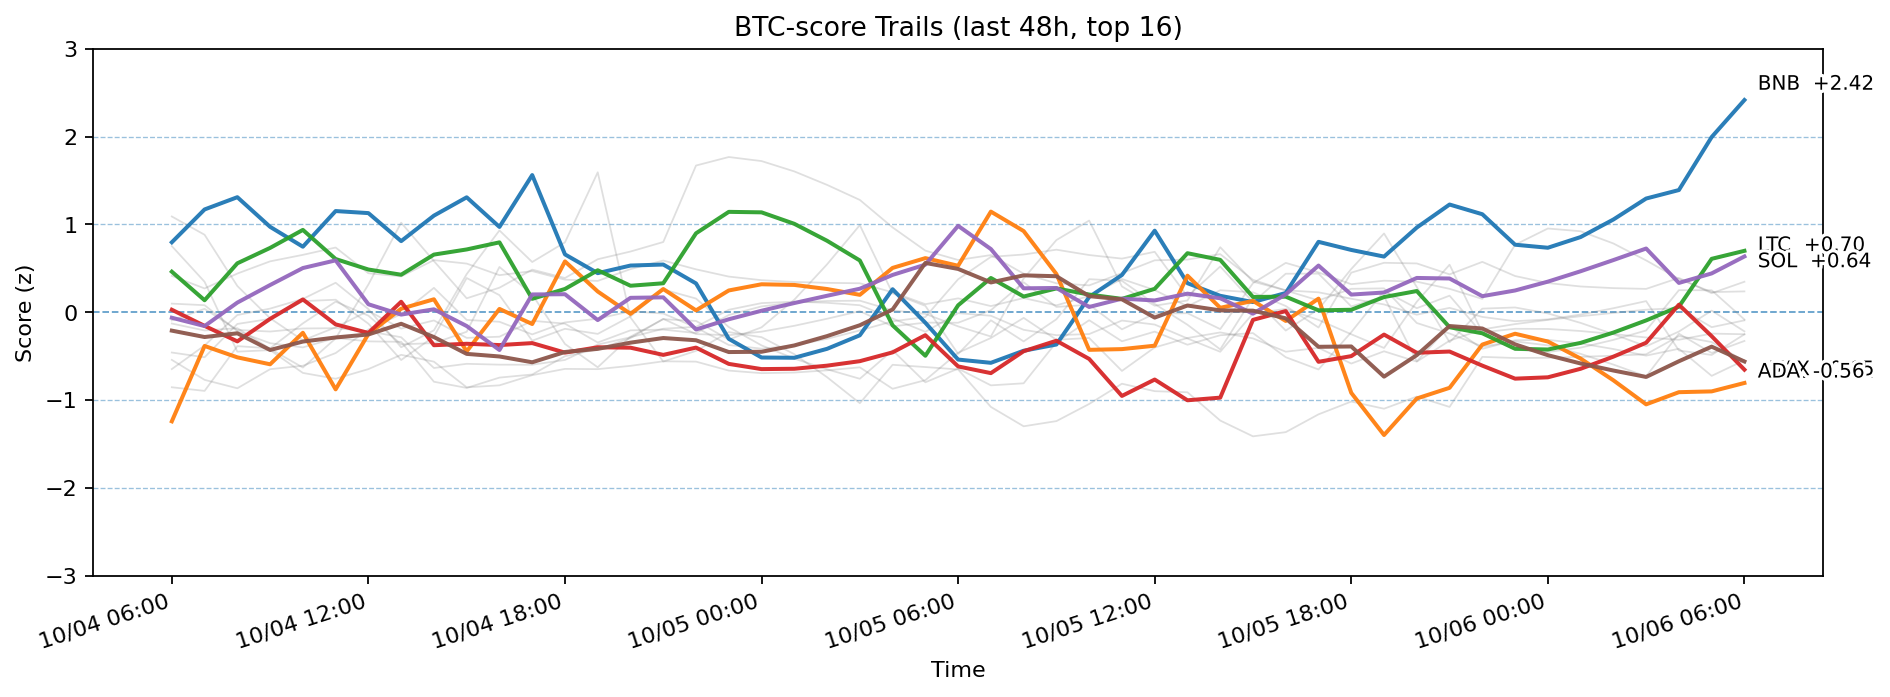 BTC-score Trails (last 48h, top 16)
Score (z)
3
2
1
0
−1
−2
−3
BNB +2.42
LTC +0.70
SOL +0.64
10/04 06:00
10/04 12:00
10/04 18:00
10/05 00:00
10/05 06:00
10/05 12:00
10/05 18:00
10/06 00:00
10/06 06:00
Time